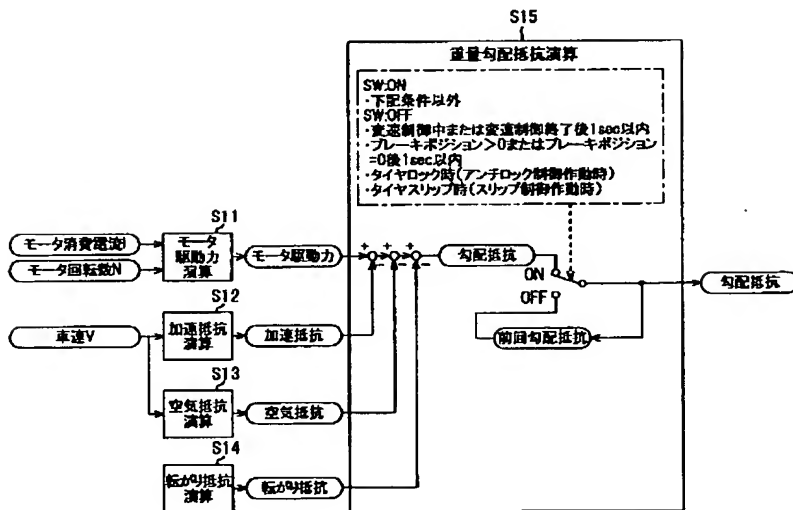 S15
重量勾配抵抗演算
SW:ON
・下記条件以外
SW:OFF
・変速制御中または変速制御終了後1sec以内
・ブレーキポジション>0またはブレーキポジション
=0後1sec以内
・タイヤロック時(アンチロック制御作動時)
・タイヤスリップ時(スリップ制御作動時)
S11
モータ消費電流I
モータ回転数N
モータ
駆動力
演算
モータ駆動力
+
-
+
-
+
-
勾配抵抗
ON
OFF
勾配抵抗
前回勾配抵抗
S12
車速V
加速抵抗
演算
加速抵抗
S13
空気抵抗
演算
空気抵抗
S14
転がり抵抗
演算
転がり抵抗